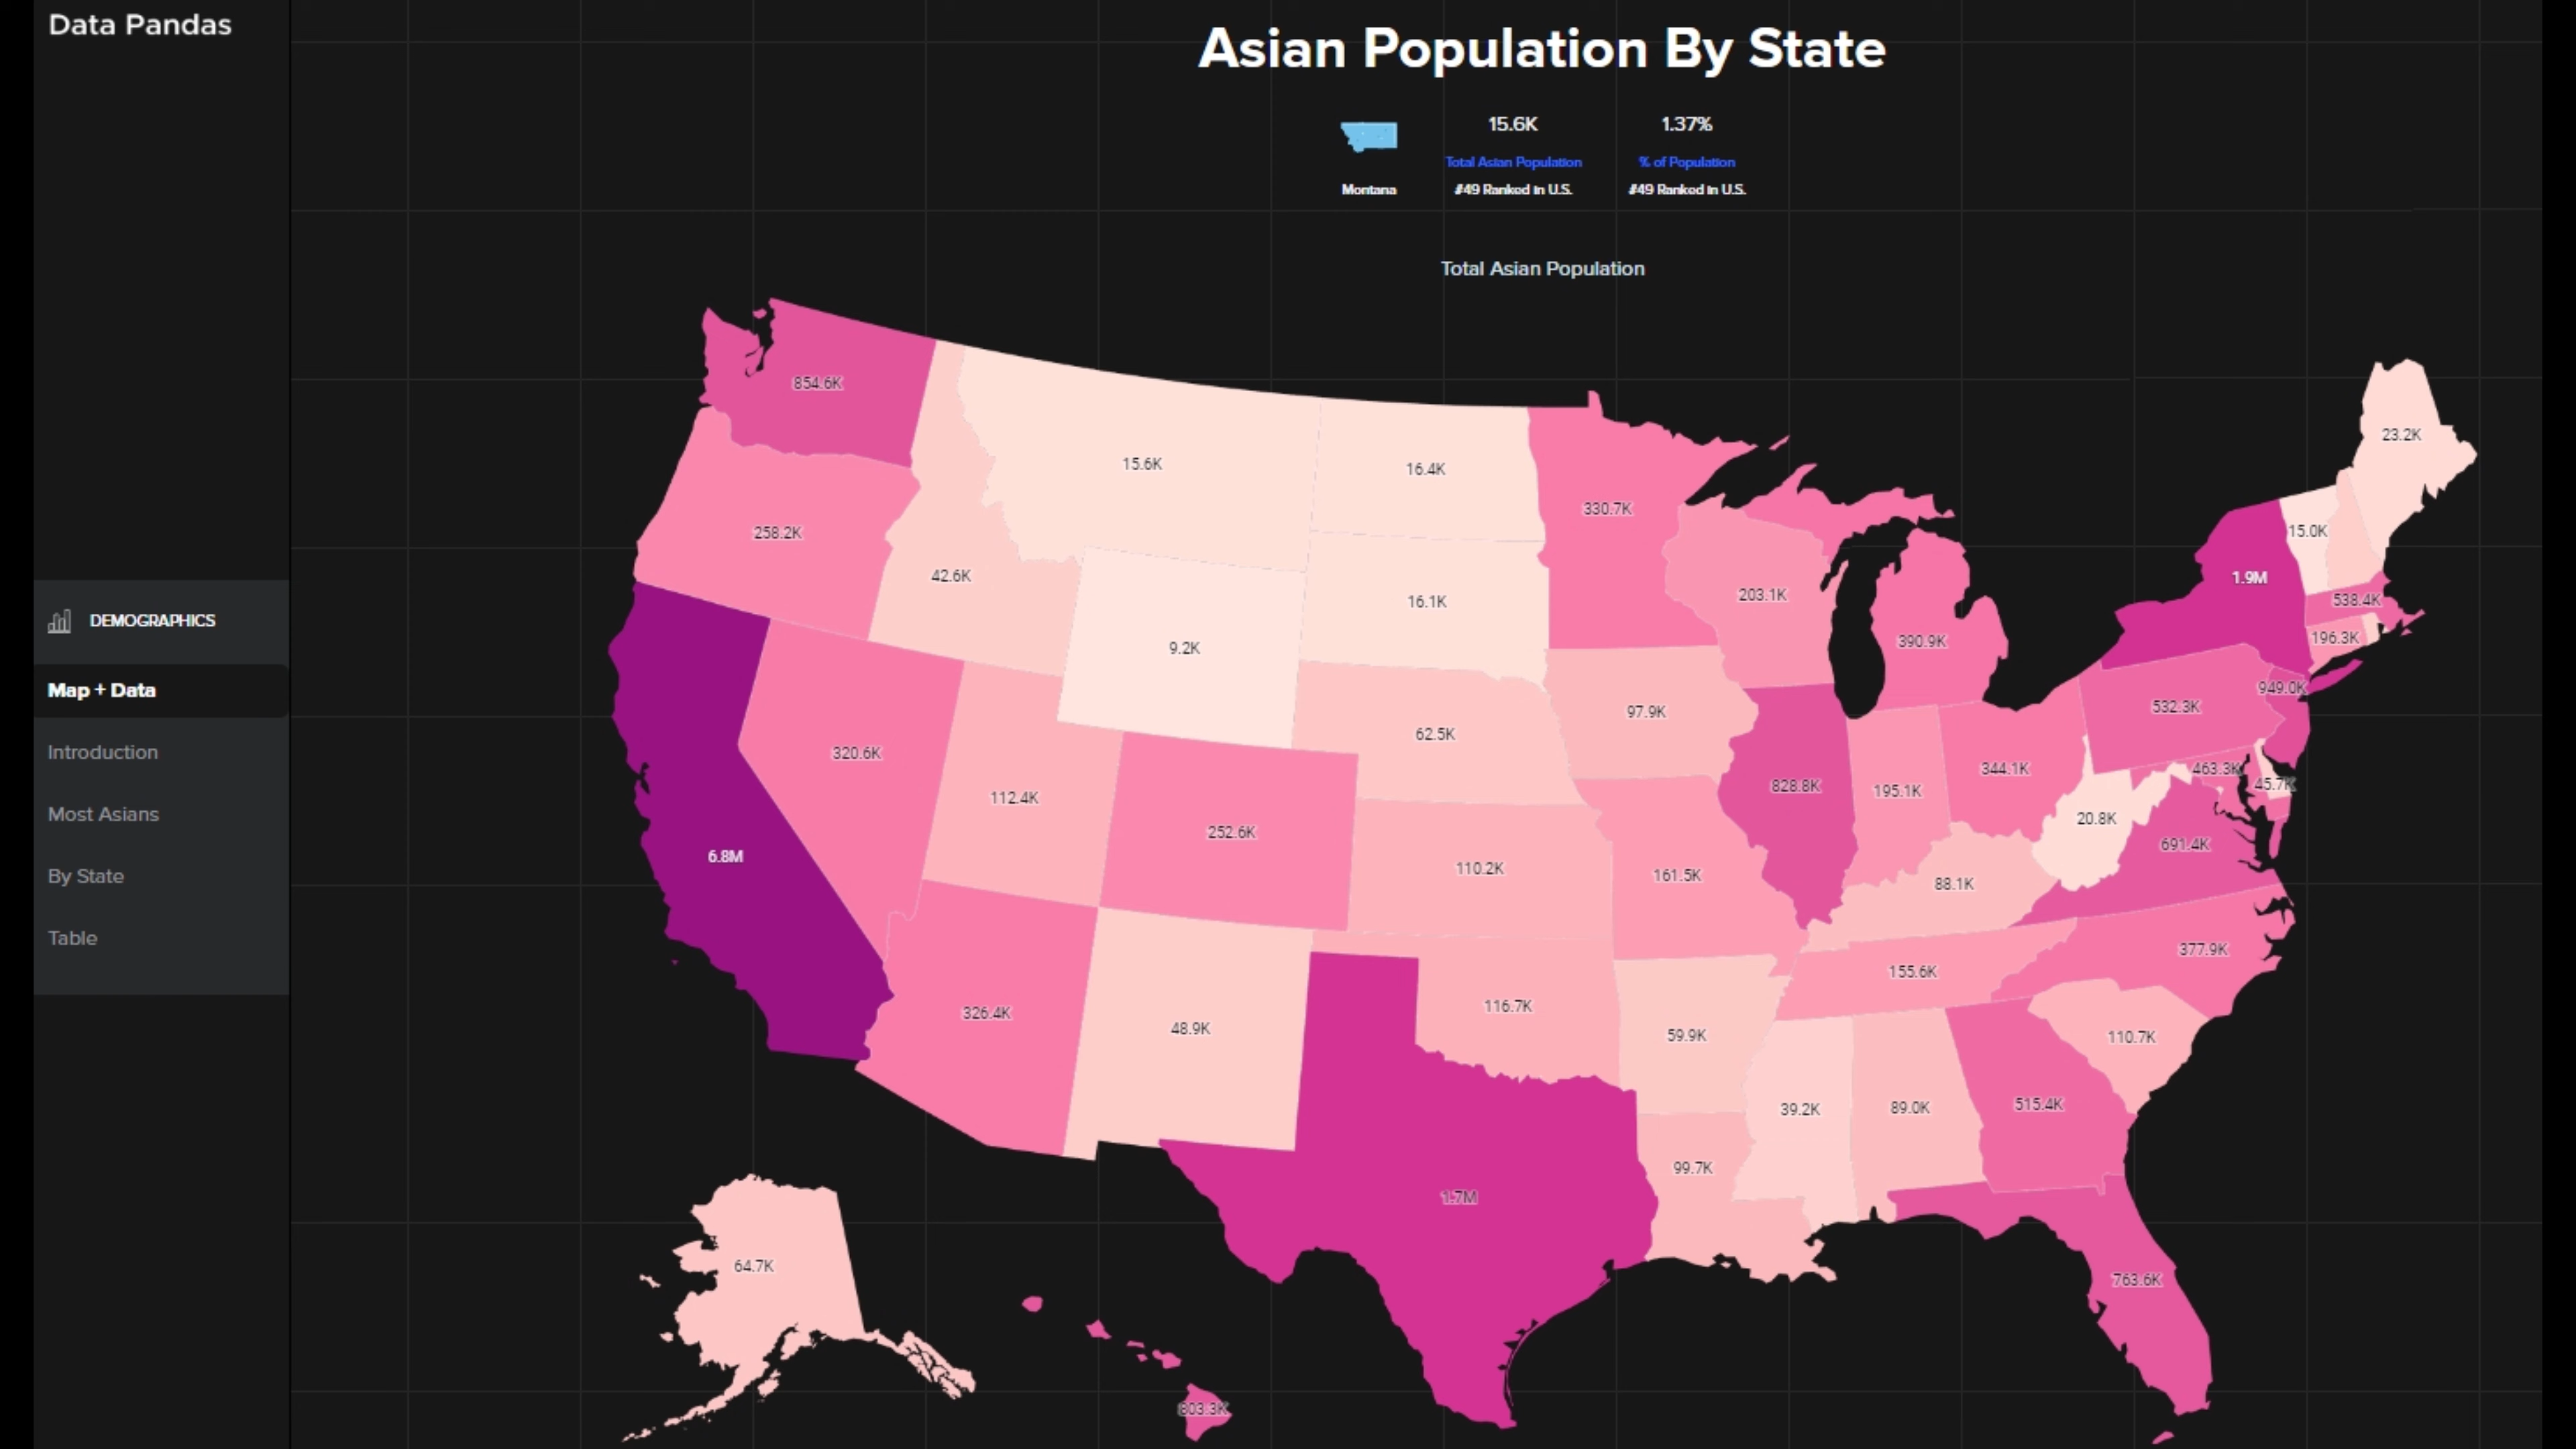 Data Pandas
Asian Population By State
15.6K
1.37%
Total Asian Population
% of Population
Montana
#49 Ranked in U.S.
#49 Ranked in U.S.
Total Asian Population
DEMOGRAPHICS
Map + Data
Introduction
Most Asians
By State
Table
854.6K
23.2K
15.6K
16.4K
330.7K
258.2K
15.0K
42.6K
1.9M
203.1K
538.4K
16.1K
196.3K
390.9K
9.2K
949.0K
532.3K
97.9K
62.5K
320.6K
344.1K
463.3K
45.7K
828.8K
195.1K
112.4K
20.8K
252.6K
691.4K
6.8M
110.2K
161.5K
88.1K
377.9K
155.6K
116.7K
326.4K
48.9K
59.9K
110.7K
515.4K
39.2K
89.0K
99.7K
1.7M
64.7K
763.6K
803.3K